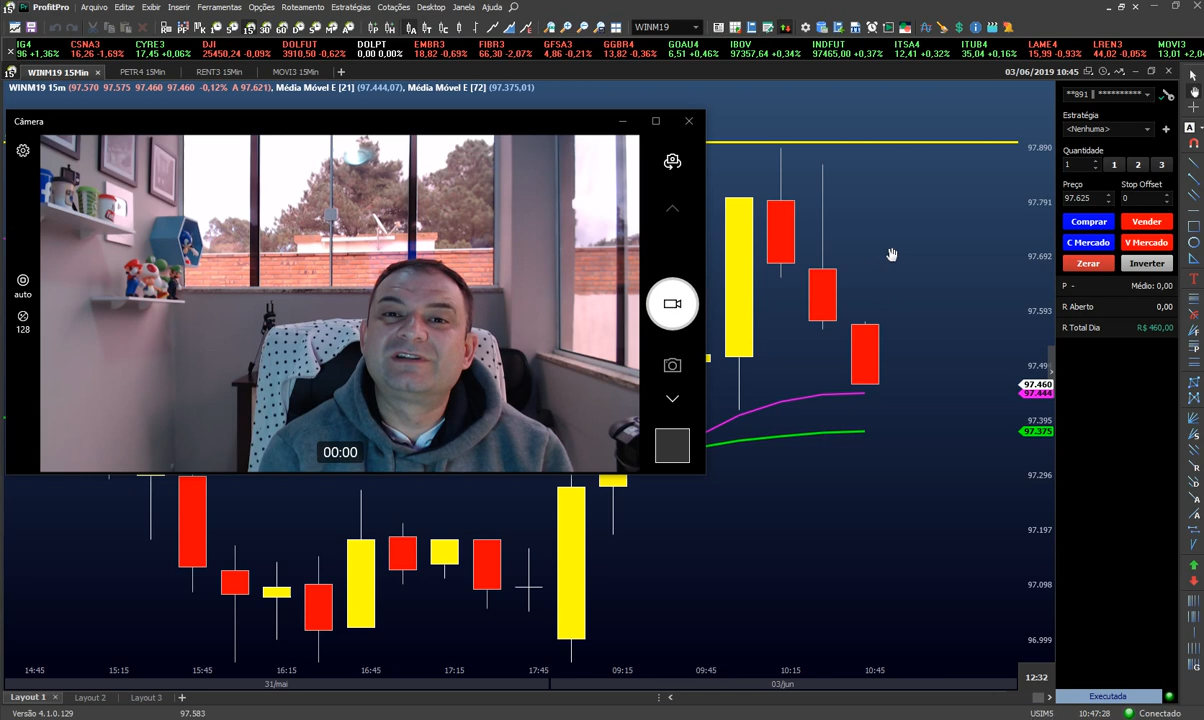 ProfitPro Arquivo Editar Exibir Inserir Ferramentas Opções Roteamento Estratégias Cotações Desktop Janela Ajuda
WINM19
IG4 CSNA3 CYRE3 DJI DOLFUT DOLPT EMBR3 FIBR3 GFSA3 GGBR4 GOAU4 IBOV INDFUT ITSA4 ITUB4 LAME4 LREN3 MOVI3
96 +1,36% 16,26 -1,69% 17,45 +0,06% 25450,24 -0,09% 3910,50 -0,62% 0,00 0,00% 18,82 -0,69% 66,30 -2,07% 4,86 -0,21% 13,82 -0,36% 6,51 +0,46% 97357,64 +0,34% 97465,00 +0,37% 12,41 +0,32% 35,04 +0,16% 15,99 -0,93% 44,02 -0,05% 13,01 +2,0
15 WINM19 15Min PETR4 15Min RENT3 15Min MOVI3 15Min 03/06/2019 10:45
WINM19 15m (97.570 97.575 97.460 97.460 -0,12% A 97.621), Média Móvel E [21] (97.444,07), Média Móvel E [72] (97.375,01)
**891 || **********
Câmera
Estratégia
<Nenhuma>
Quantidade
1 1 2 3
Preço Stop Offset
97.625 0
Comprar Vender
C Mercado V Mercado
Zerar Inverter
P - Médio: 0,00
R Aberto 0,00
R Total Dia R$ 460,00
auto
128
00:00
97.890
97.791
97.692
97.593
97.49
97.460
97.444
97.395
97.375
97.296
97.197
97.098
96.999
14:45 15:15 15:45 16:15 16:45 17:15 17:45 09:15 09:45 10:15 10:45
31/mai 03/jun
12:32
Layout 1 Layout 2 Layout 3
Executada
Versão 4.1.0.129 97.583 USIM5 10:47:28 Conectado